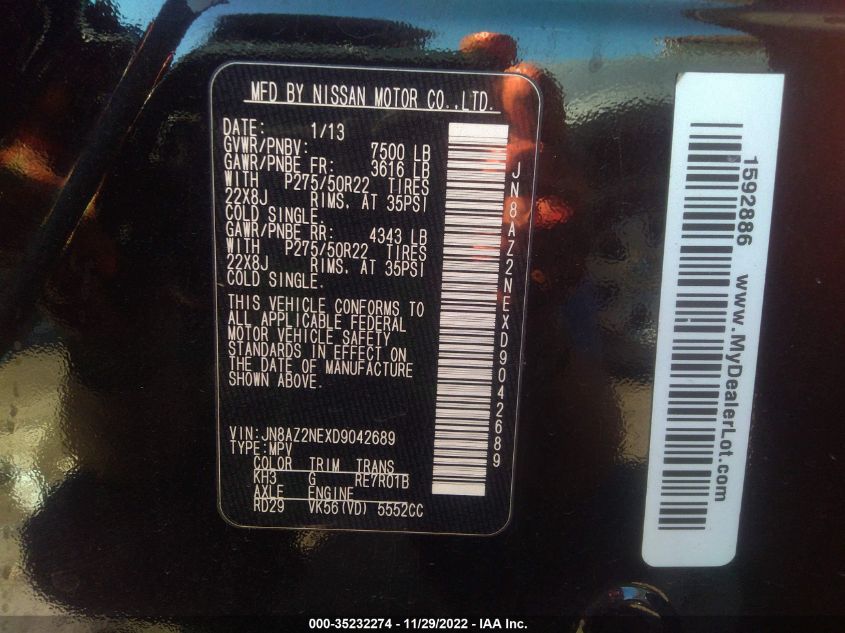 MFD BY NISSAN MOTOR CO.,LTD.
DATE: 1/13
GVWR/PNBV: 7500 LB
GAWR/PNBE FR: 3616 LB
WITH P275/50R22 TIRES
22X8J RIMS. AT 35PSI
COLD SINGLE.
GAWR/PNBE RR: 4343 LB
WITH P275/50R22 TIRES
22X8J RIMS. AT 35PSI
COLD SINGLE.
THIS VEHICLE CONFORMS TO
ALL APPLICABLE FEDERAL
MOTOR VEHICLE SAFETY
STANDARDS IN EFFECT ON
THE DATE OF MANUFACTURE
SHOWN ABOVE.
VIN:JN8AZ2NEXD9042689
TYPE:MPV
COLOR TRIM TRANS
KH3 G RE7R01B
AXLE ENGINE
RD29 VK56(VD) 5552CC
JN8AZ2NEXD9042689
1592886 www.MyDealerLot.com
000-35232274 - 11/29/2022 - IAA Inc.